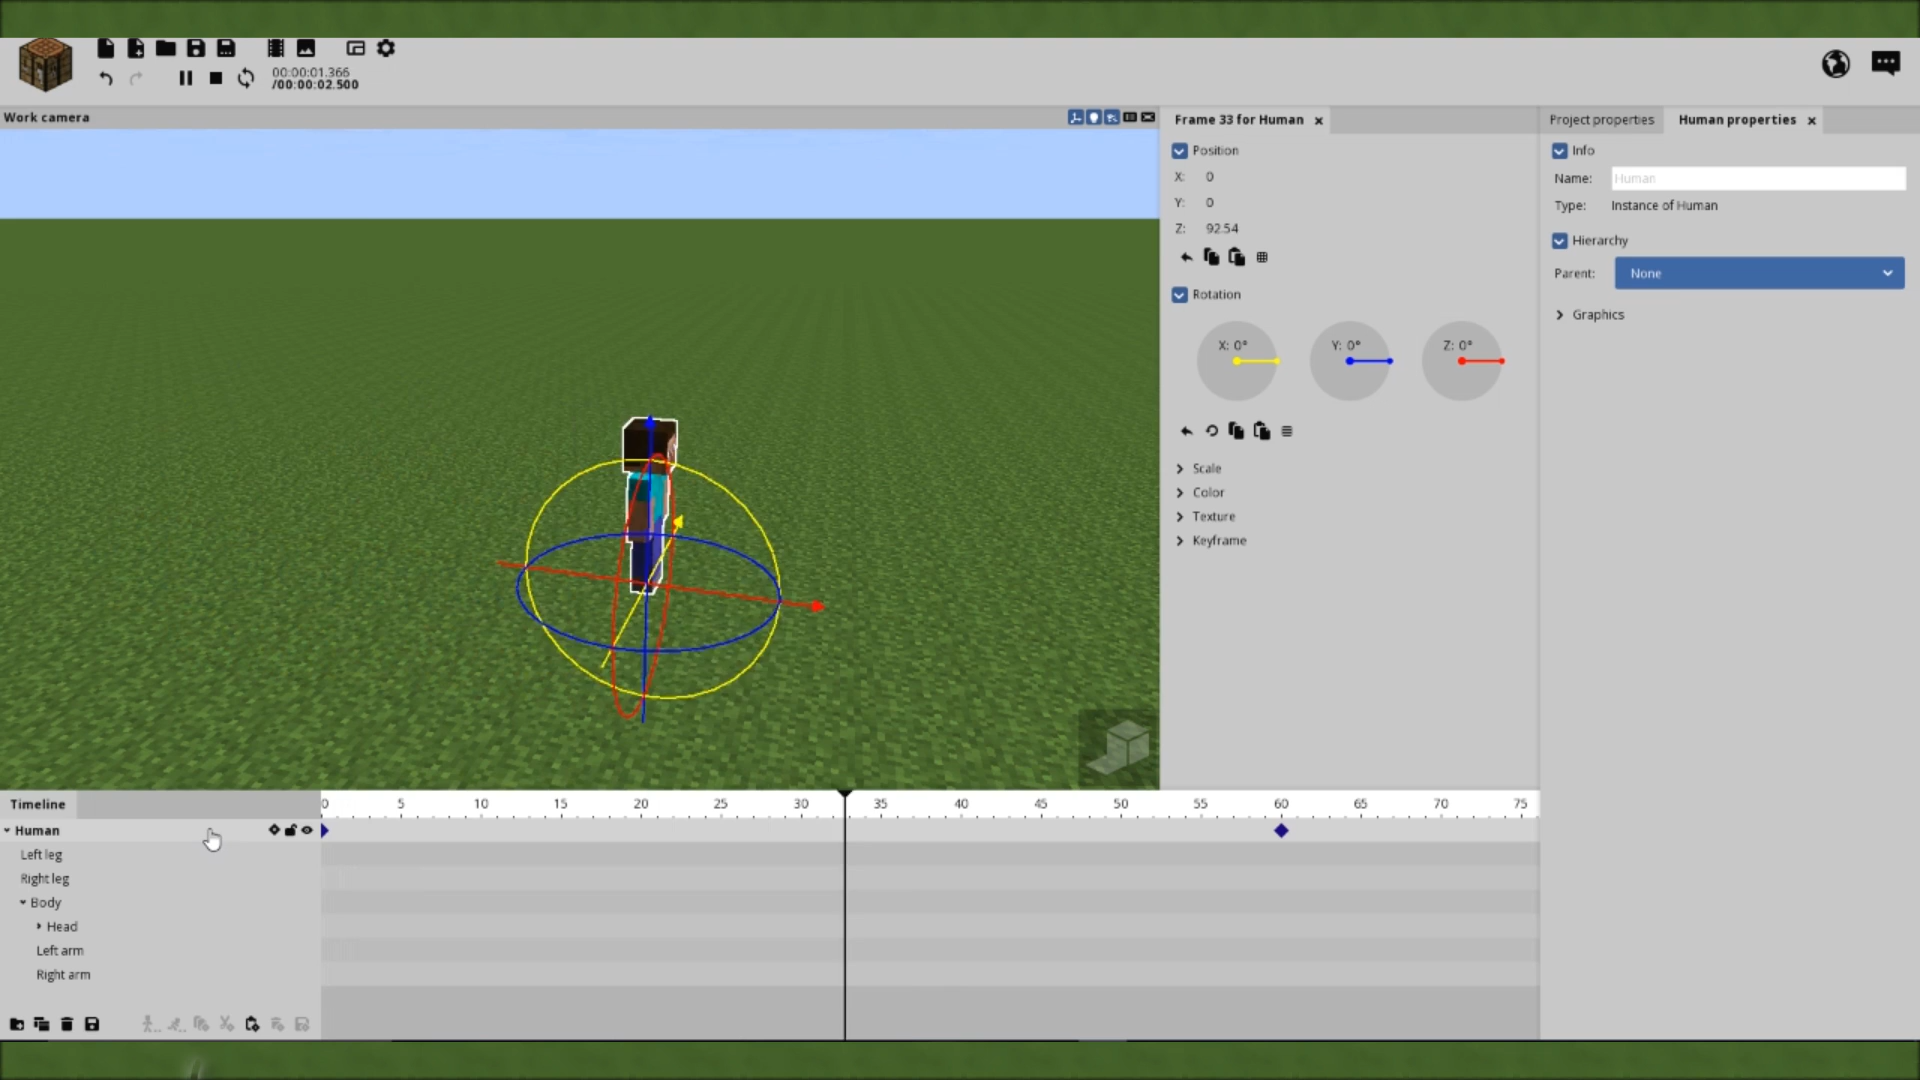 00:00:01.366
/00:00:02.500
Work camera
Frame 33 for Human
Position
X: 0
Y: 0
Z: 92.54
Rotation
X: 0° Y: 0° Z: 0°
Scale
Color
Texture
Keyframe
Project properties Human properties
Info
Name: Human
Type: Instance of Human
Hierarchy
Parent: None
Graphics
Timeline
0 5 10 15 20 25 30 35 40 45 50 55 60 65 70 75
Human
Left leg
Right leg
Body
Head
Left arm
Right arm